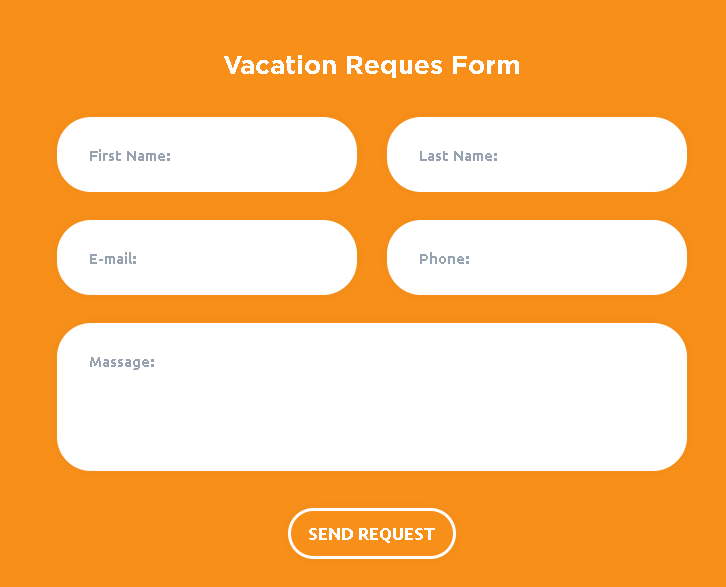 Vacation Reques Form
First Name:
Last Name:
E-mail:
Phone:
Massage:
SEND REQUEST